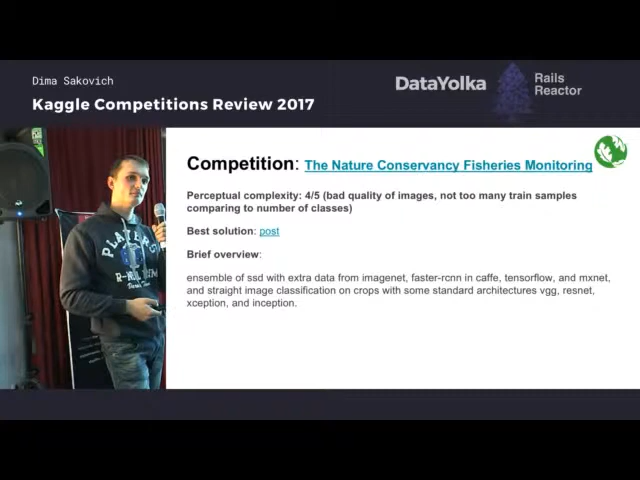 Dima Sakovich
Kaggle Competitions Review 2017
DataYolka
Rails
Reactor
Competition: The Nature Conservancy Fisheries Monitoring
Perceptual complexity: 4/5 (bad quality of images, not too many train samples
comparing to number of classes)
Best solution: post
Brief overview:
ensemble of ssd with extra data from imagenet, faster-rcnn in caffe, tensorflow, and mxnet,
and straight image classification on crops with some standard architectures vgg, resnet,
xception, and inception.
PLAYERS